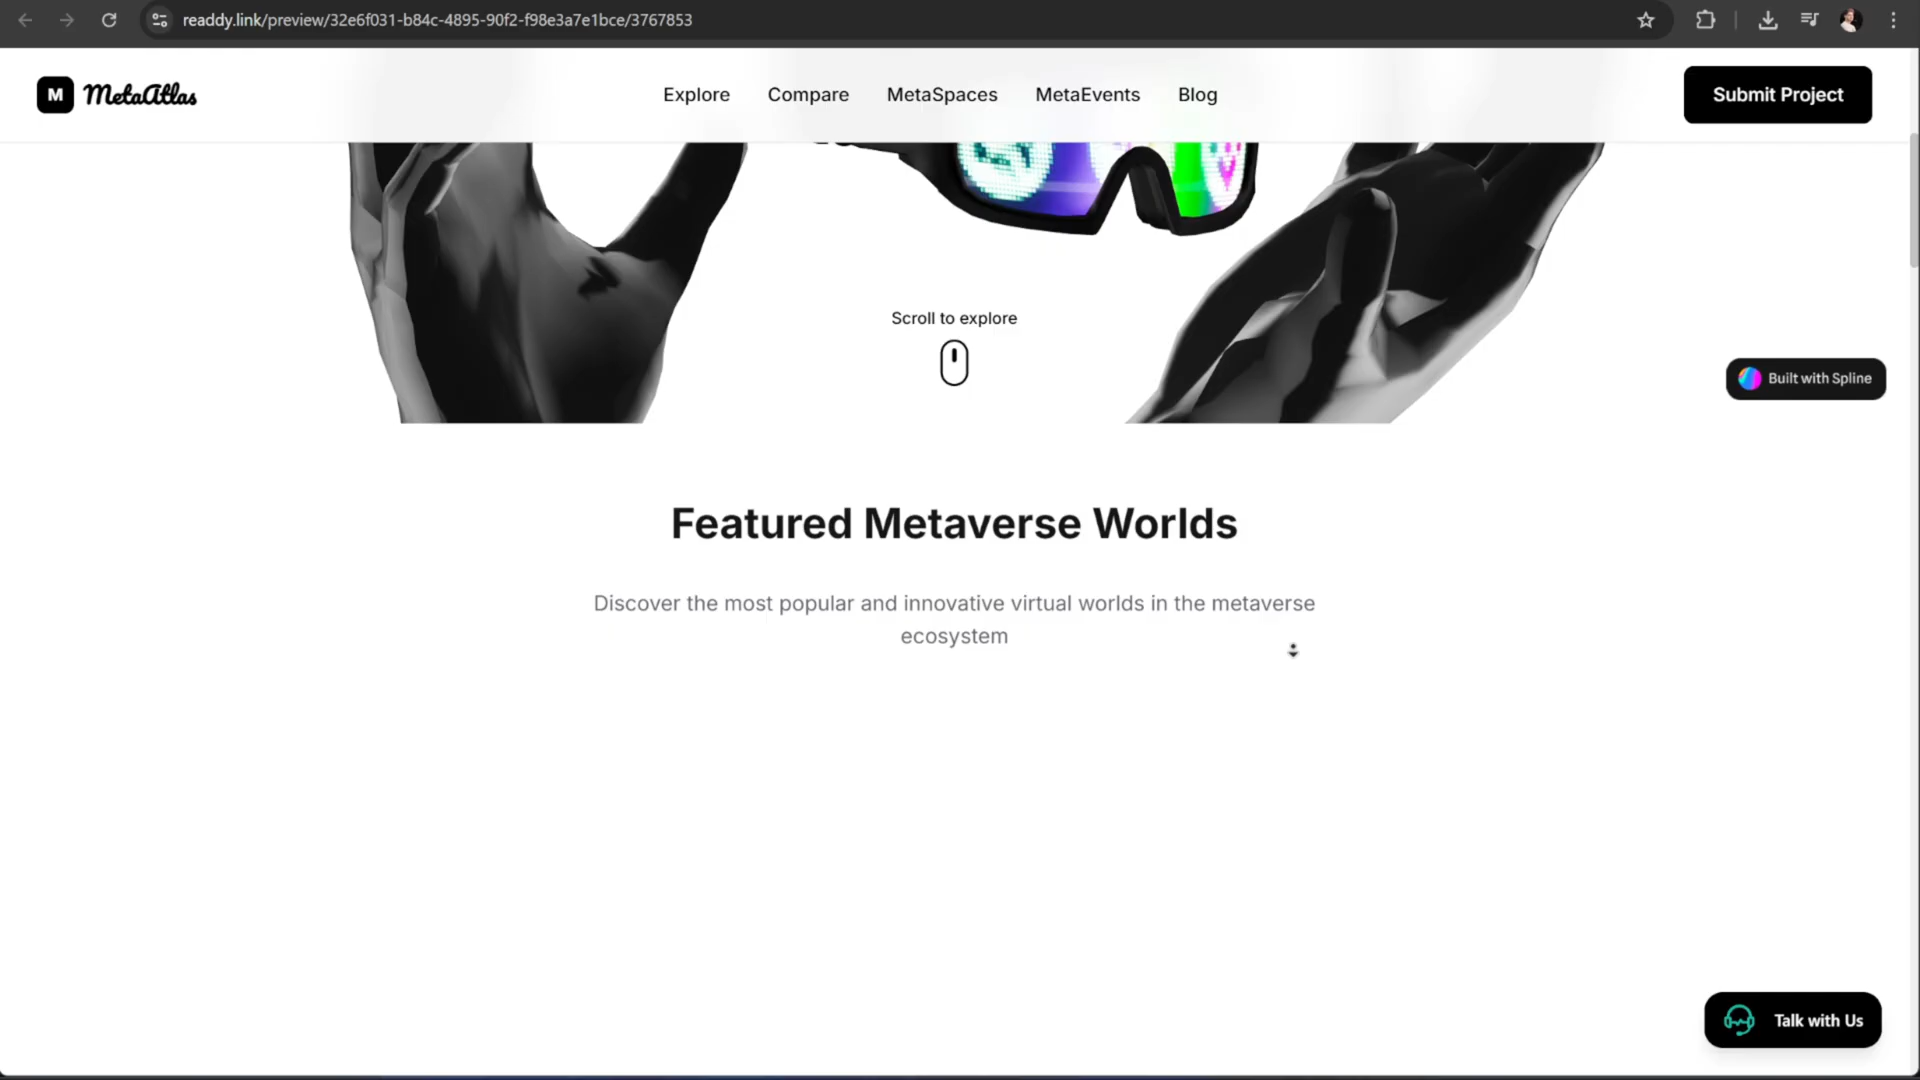 readdy.link/preview/32e6f031-b84c-4895-90f2-f98e3a7e1bce/3767853
M MetaAtlas
Explore Compare MetaSpaces MetaEvents Blog
Submit Project
Scroll to explore
Built with Spline
Featured Metaverse Worlds
Discover the most popular and innovative virtual worlds in the metaverse
ecosystem
Talk with Us